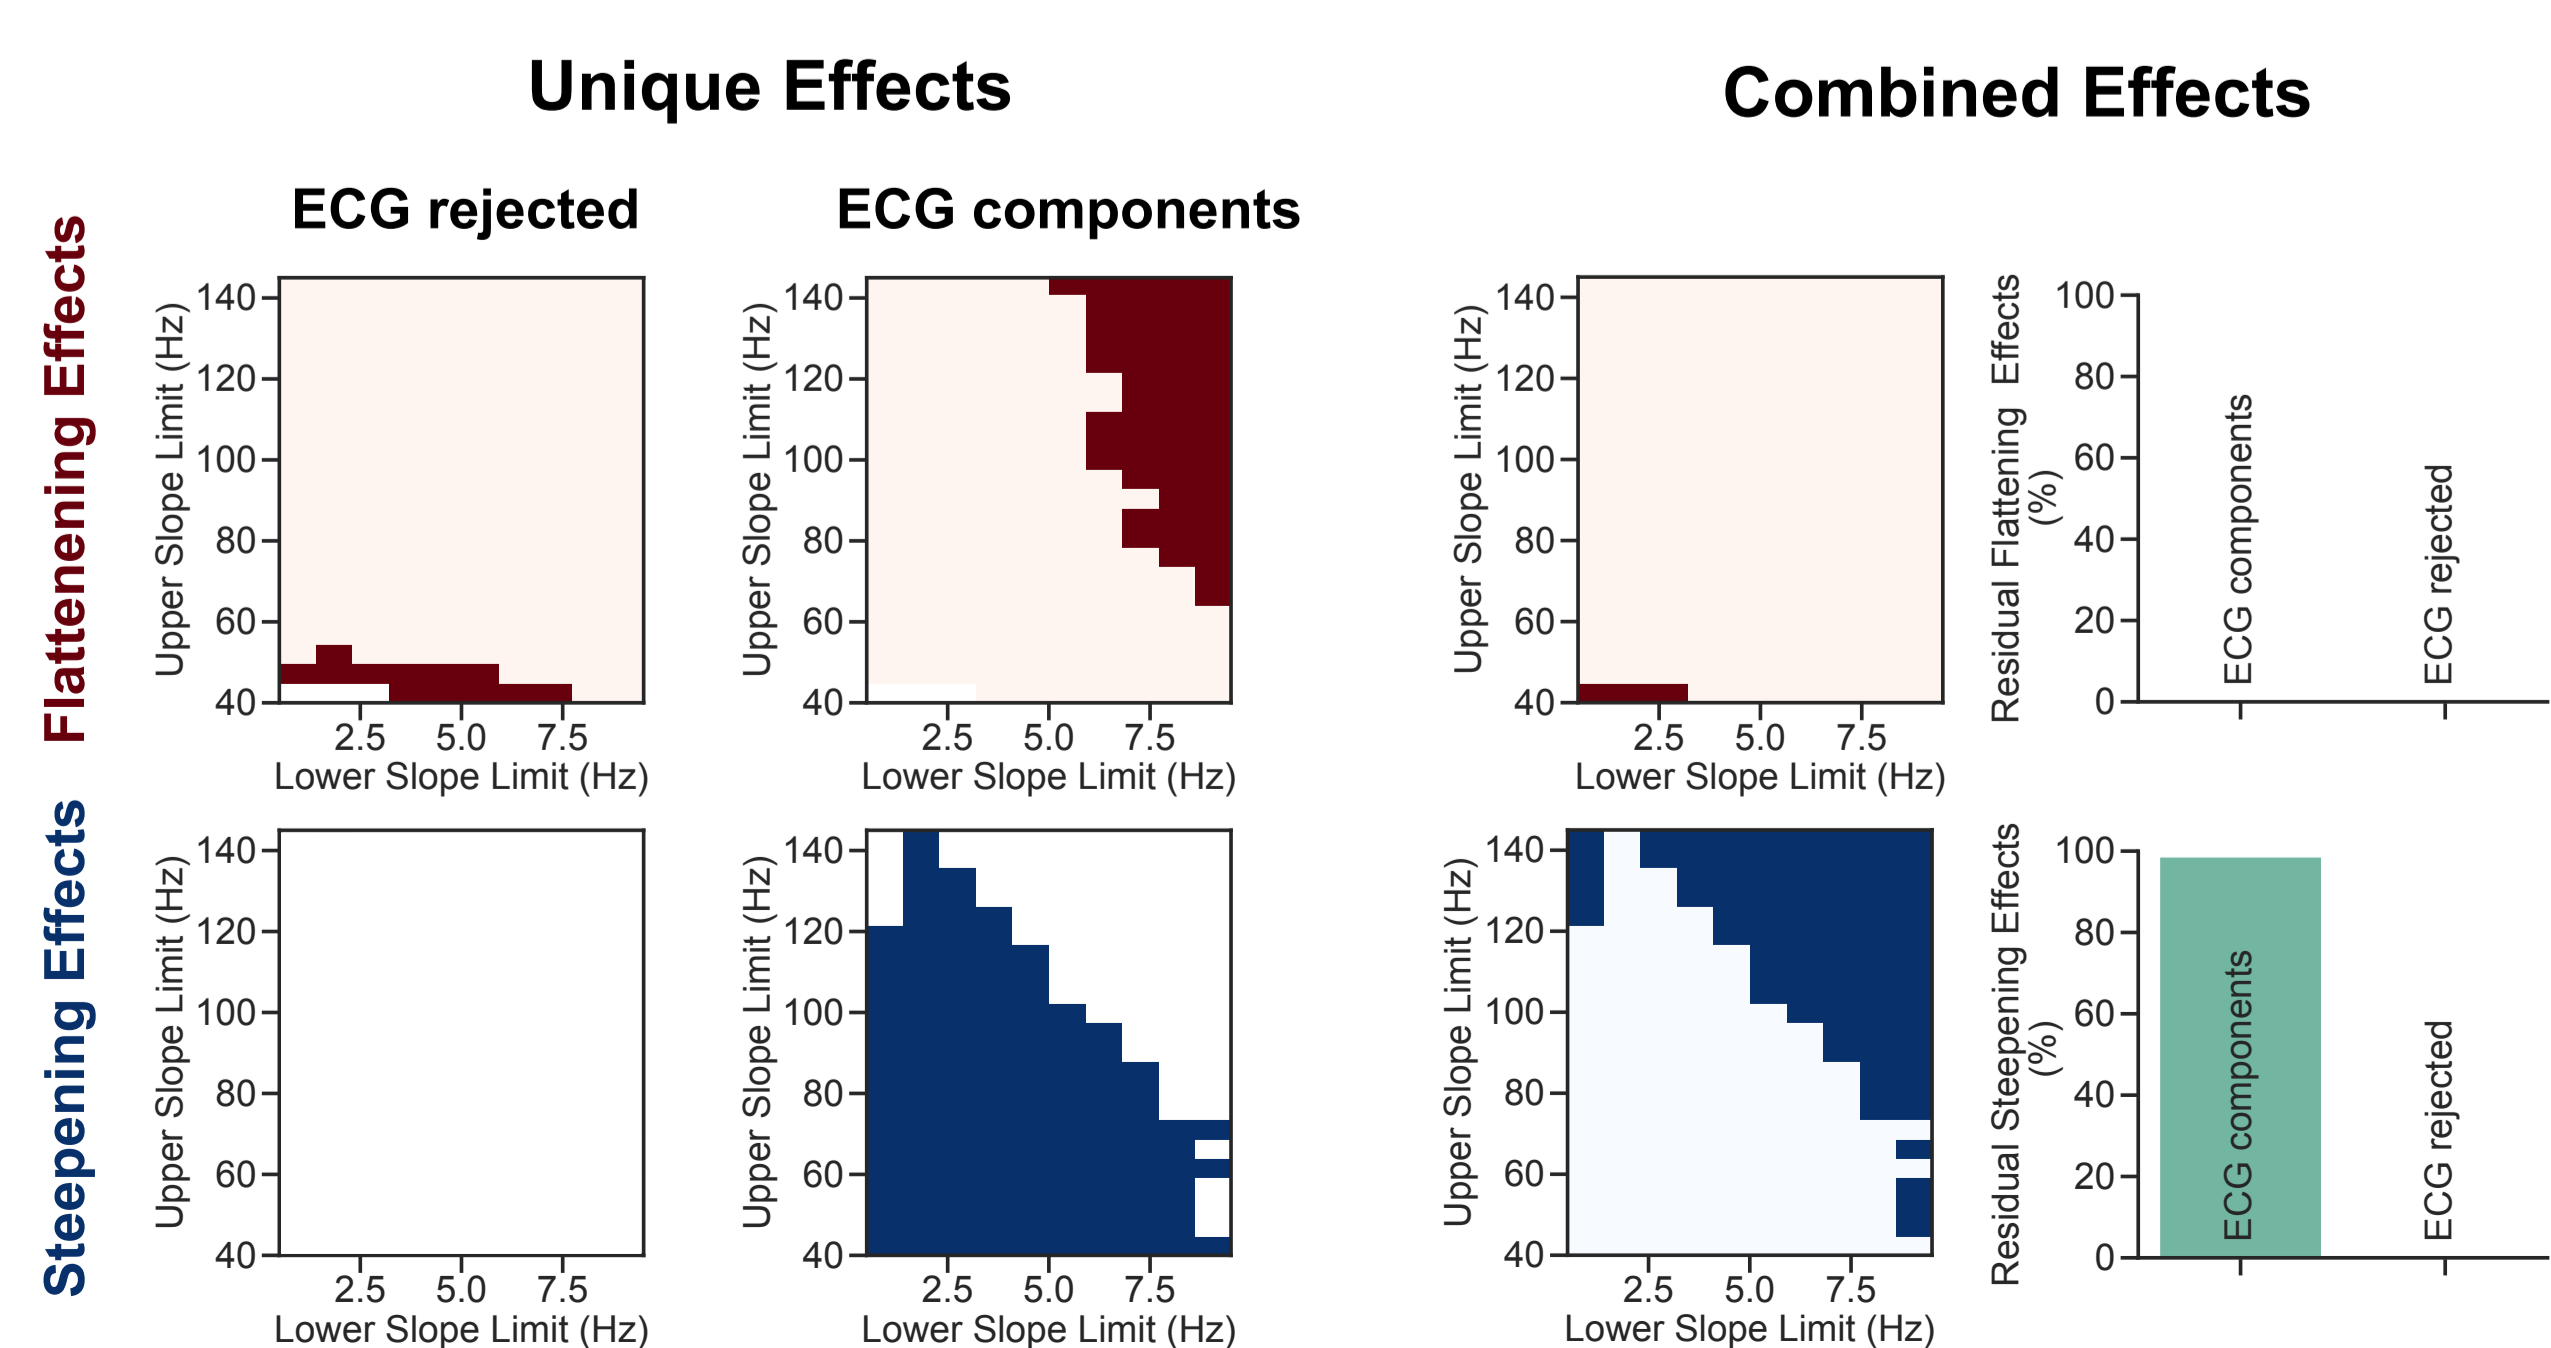 Unique Effects
Combined Effects
ECG rejected
ECG components
Flattenening Effects
Upper Slope Limit (Hz)
140
120
100
80
60
40
2.5 5.0 7.5
Lower Slope Limit (Hz)
Upper Slope Limit (Hz)
140
120
100
80
60
40
2.5 5.0 7.5
Lower Slope Limit (Hz)
Upper Slope Limit (Hz)
140
120
100
80
60
40
2.5 5.0 7.5
Lower Slope Limit (Hz)
Residual Flattening Effects
(%)
100
80
60
40
20
0
ECG components
ECG rejected
Steepening Effects
Upper Slope Limit (Hz)
140
120
100
80
60
40
2.5 5.0 7.5
Lower Slope Limit (Hz)
Upper Slope Limit (Hz)
140
120
100
80
60
40
2.5 5.0 7.5
Lower Slope Limit (Hz)
Upper Slope Limit (Hz)
140
120
100
80
60
40
2.5 5.0 7.5
Lower Slope Limit (Hz)
Residual Steepening Effects
(%)
100
80
60
40
20
0
ECG components
ECG rejected